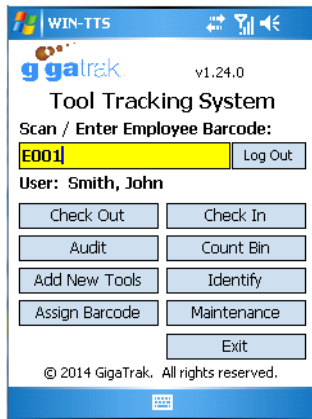 WIN-TTS
gigatrak v1.24.0
Tool Tracking System
Scan / Enter Employee Barcode:
E001 Log Out
User: Smith, John
Check Out Check In
Audit Count Bin
Add New Tools Identify
Assign Barcode Maintenance
Exit
© 2014 GigaTrak. All rights reserved.